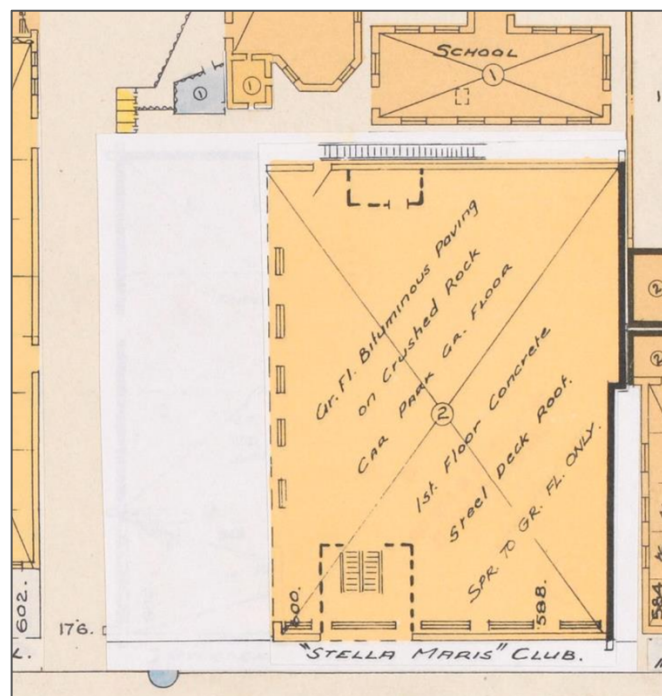 SCHOOL
1
1
1
Gr. Fl. Bituminous Paving
on Crushed Rock
CAR PARK GR. FLOOR
2
1st. Floor Concrete
Steel Deck Roof.
SPR. TO GR. FL. ONLY.
2
2
600.
588.
602.
584
176.
L.
"STELLA MARIS" CLUB.